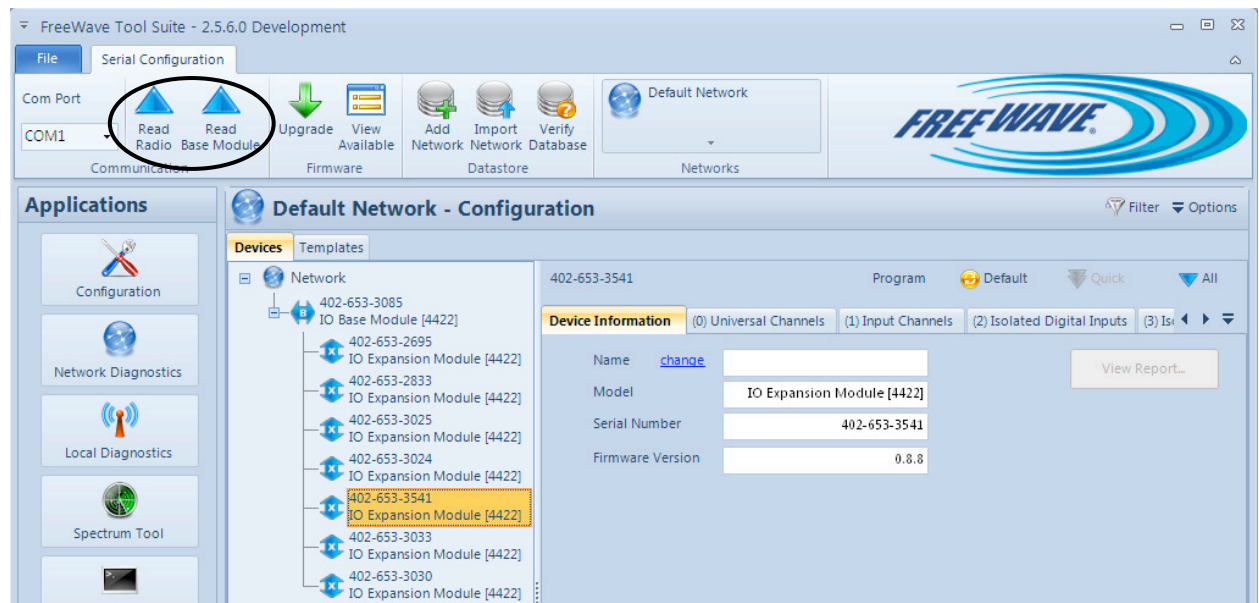 FreeWave Tool Suite - 2.5.6.0 Development
File Serial Configuration
Com Port
COM1
Read Radio
Read Base Module
Communication
Upgrade
View Available
Firmware
Add Network
Import Network
Verify Database
Datastore
Default Network
Networks
FREEWAVE®
Applications
Configuration
Network Diagnostics
Local Diagnostics
Spectrum Tool
Default Network - Configuration
Filter Options
Devices Templates
Network
402-653-3085
B IO Base Module [4422]
402-653-2695
X IO Expansion Module [4422]
402-653-2833
X IO Expansion Module [4422]
402-653-3025
X IO Expansion Module [4422]
402-653-3024
X IO Expansion Module [4422]
402-653-3541
X IO Expansion Module [4422]
402-653-3033
X IO Expansion Module [4422]
402-653-3030
X IO Expansion Module [4422]
402-653-3541 Program Default Quick All
Device Information (0) Universal Channels (1) Input Channels (2) Isolated Digital Inputs (3) Is
Name change
View Report...
Model IO Expansion Module [4422]
Serial Number 402-653-3541
Firmware Version 0.8.8